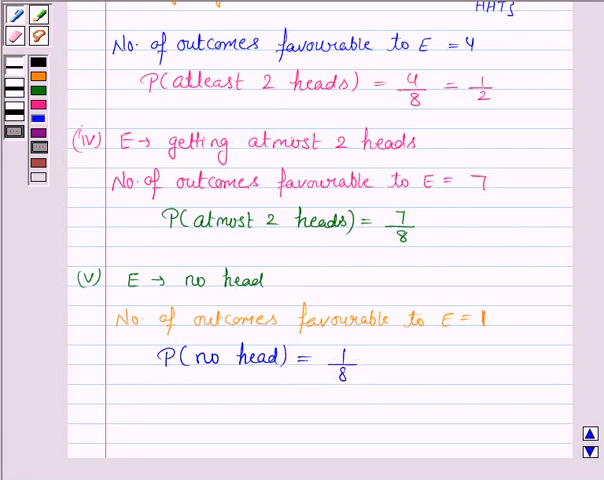 HHT}
No. of outcomes favourable to E = 4
P(atleast 2 heads) = 4/8 = 1/2
(iv) E → getting atmost 2 heads
No. of outcomes favourable to E = 7
P(atmost 2 heads) = 7/8
(v) E → no head
No. of outcomes favourable to E = 1
P(no head) = 1/8